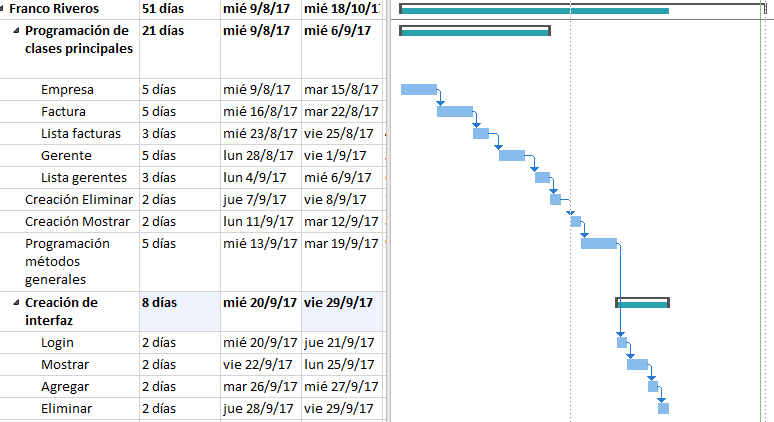 Franco Riveros 51 días mié 9/8/17 mié 18/10/17
Programación de 21 días mié 9/8/17 mié 6/9/17
clases principales
Empresa 5 días mié 9/8/17 mar 15/8/17
Factura 5 días mié 16/8/17 mar 22/8/17
Lista facturas 3 días mié 23/8/17 vie 25/8/17
Gerente 5 días lun 28/8/17 vie 1/9/17
Lista gerentes 3 días lun 4/9/17 mié 6/9/17
Creación Eliminar 2 días jue 7/9/17 vie 8/9/17
Creación Mostrar 2 días lun 11/9/17 mar 12/9/17
Programación 5 días mié 13/9/17 mar 19/9/17
métodos
generales
Creación de 8 días mié 20/9/17 vie 29/9/17
interfaz
Login 2 días mié 20/9/17 jue 21/9/17
Mostrar 2 días vie 22/9/17 lun 25/9/17
Agregar 2 días mar 26/9/17 mié 27/9/17
Eliminar 2 días jue 28/9/17 vie 29/9/17